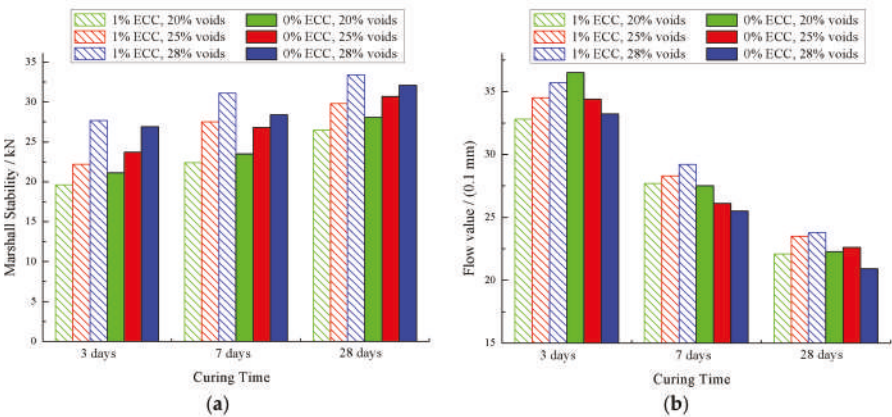 1% ECC, 20% voids 0% ECC, 20% voids
1% ECC, 25% voids 0% ECC, 25% voids
1% ECC, 28% voids 0% ECC, 28% voids
Marshall Stability / kN
35
30
25
20
15
10
5
0
3 days 7 days 28 days
Curing Time
(a)
1% ECC, 20% voids 0% ECC, 20% voids
1% ECC, 25% voids 0% ECC, 25% voids
1% ECC, 28% voids 0% ECC, 28% voids
Flow value / (0.1 mm)
35
30
25
20
15
3 days 7 days 28 days
Curing Time
(b)